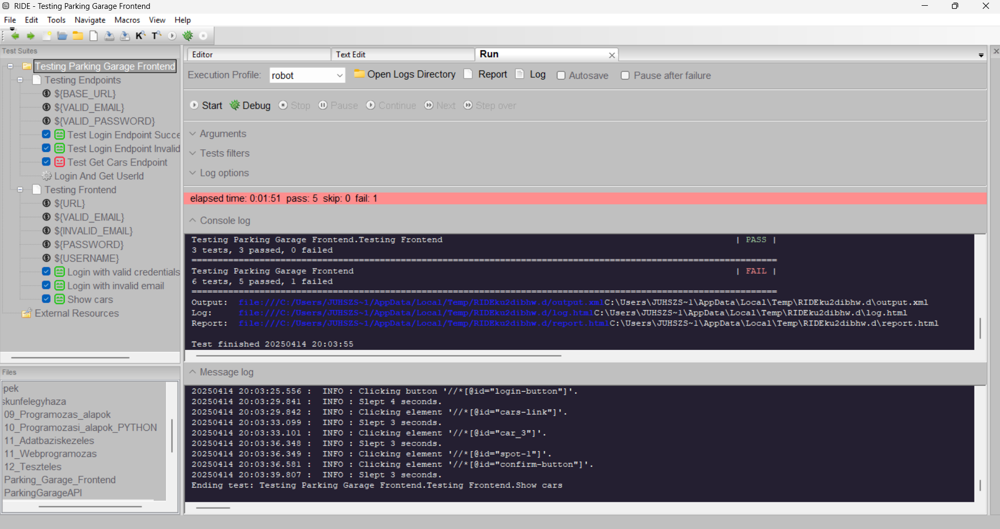 RIDE - Testing Parking Garage Frontend
File Edit Tools Navigate Macros View Help
Test Suites
Testing Parking Garage Frontend
Testing Endpoints
${BASE_URL}
${VALID_EMAIL}
${VALID_PASSWORD}
Test Login Endpoint Succe
Test Login Endpoint Invalid
Test Get Cars Endpoint
Login And Get UserId
Testing Frontend
${URL}
${VALID_EMAIL}
${INVALID_EMAIL}
${PASSWORD}
${USERNAME}
Login with valid credentials
Login with invalid email
Show cars
External Resources
Files
pek
skunfelegyhaza
09_Programozas_alapok
10_Programozasi_alapok_PYTHON
11_Adatbaziskezeles
11_Webprogramozas
12_Teszteles
Parking_Garage_Frontend
ParkingGarageAPI
Editor Text Edit Run
Execution Profile: robot Open Logs Directory Report Log Autosave Pause after failure
Start Debug Stop Pause Continue Next Step over
Arguments
Tests filters
Log options
elapsed time: 0:01:51 pass: 5 skip: 0 fail: 1
Console log
Testing Parking Garage Frontend.Testing Frontend | PASS |
3 tests, 3 passed, 0 failed
================================================================================================================
Testing Parking Garage Frontend | FAIL |
6 tests, 5 passed, 1 failed
================================================================================================================
Output: file:///C:/Users/JUHSZS~1/AppData/Local/Temp/RIDEku2dibhw.d/output.xmlC:\Users\JUHSZS~1\AppData\Local\Temp\RIDEku2dibhw.d\output.xml
Log: file:///C:/Users/JUHSZS~1/AppData/Local/Temp/RIDEku2dibhw.d/log.htmlC:\Users\JUHSZS~1\AppData\Local\Temp\RIDEku2dibhw.d\log.html
Report: file:///C:/Users/JUHSZS~1/AppData/Local/Temp/RIDEku2dibhw.d/report.htmlC:\Users\JUHSZS~1\AppData\Local\Temp\RIDEku2dibhw.d\report.html
Test finished 20250414 20:03:55
Message log
20250414 20:03:25.556 : INFO : Clicking button '//*[@id="login-button"]'.
20250414 20:03:29.841 : INFO : Slept 4 seconds.
20250414 20:03:29.842 : INFO : Clicking element '//*[@id="cars-link"]'.
20250414 20:03:33.099 : INFO : Slept 3 seconds.
20250414 20:03:33.101 : INFO : Clicking element '//*[@id="car_3"]'.
20250414 20:03:36.348 : INFO : Slept 3 seconds.
20250414 20:03:36.349 : INFO : Clicking element '//*[@id="spot-1"]'.
20250414 20:03:36.581 : INFO : Clicking element '//*[@id="confirm-button"]'.
20250414 20:03:39.807 : INFO : Slept 3 seconds.
Ending test: Testing Parking Garage Frontend.Testing Frontend.Show cars